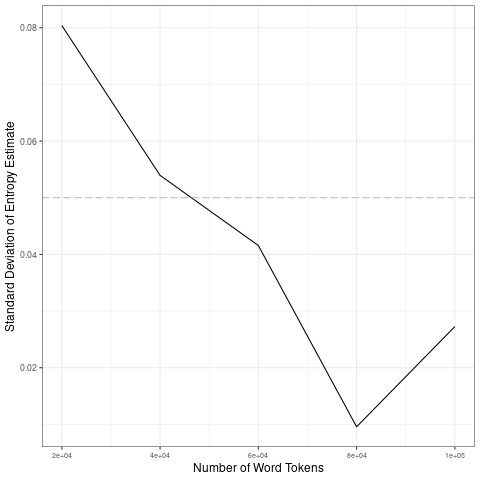 Standard Deviation of Entropy Estimate
0.08
0.06
0.04
0.02
2e+04 4e+04 6e+04 8e+04 1e+05
Number of Word Tokens